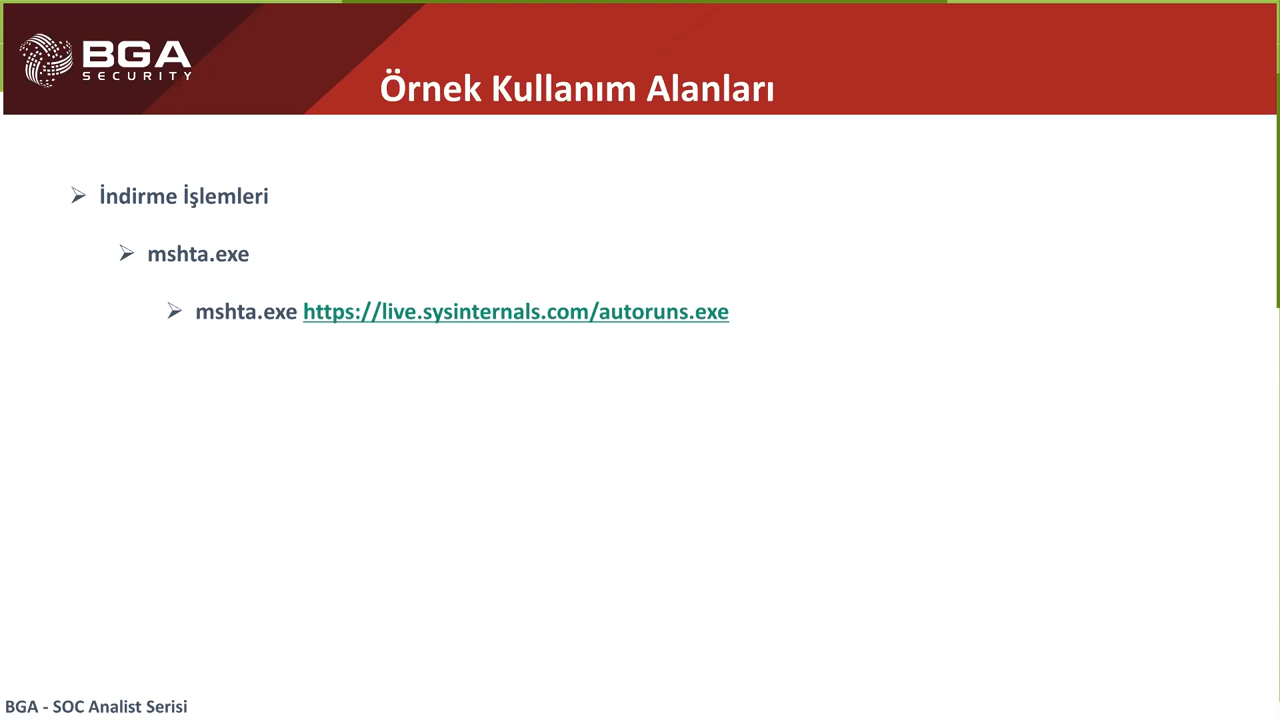 BGA
SECURITY
Örnek Kullanım Alanları
İndirme İşlemleri
mshta.exe
mshta.exe https://live.sysinternals.com/autoruns.exe
BGA - SOC Analist Serisi